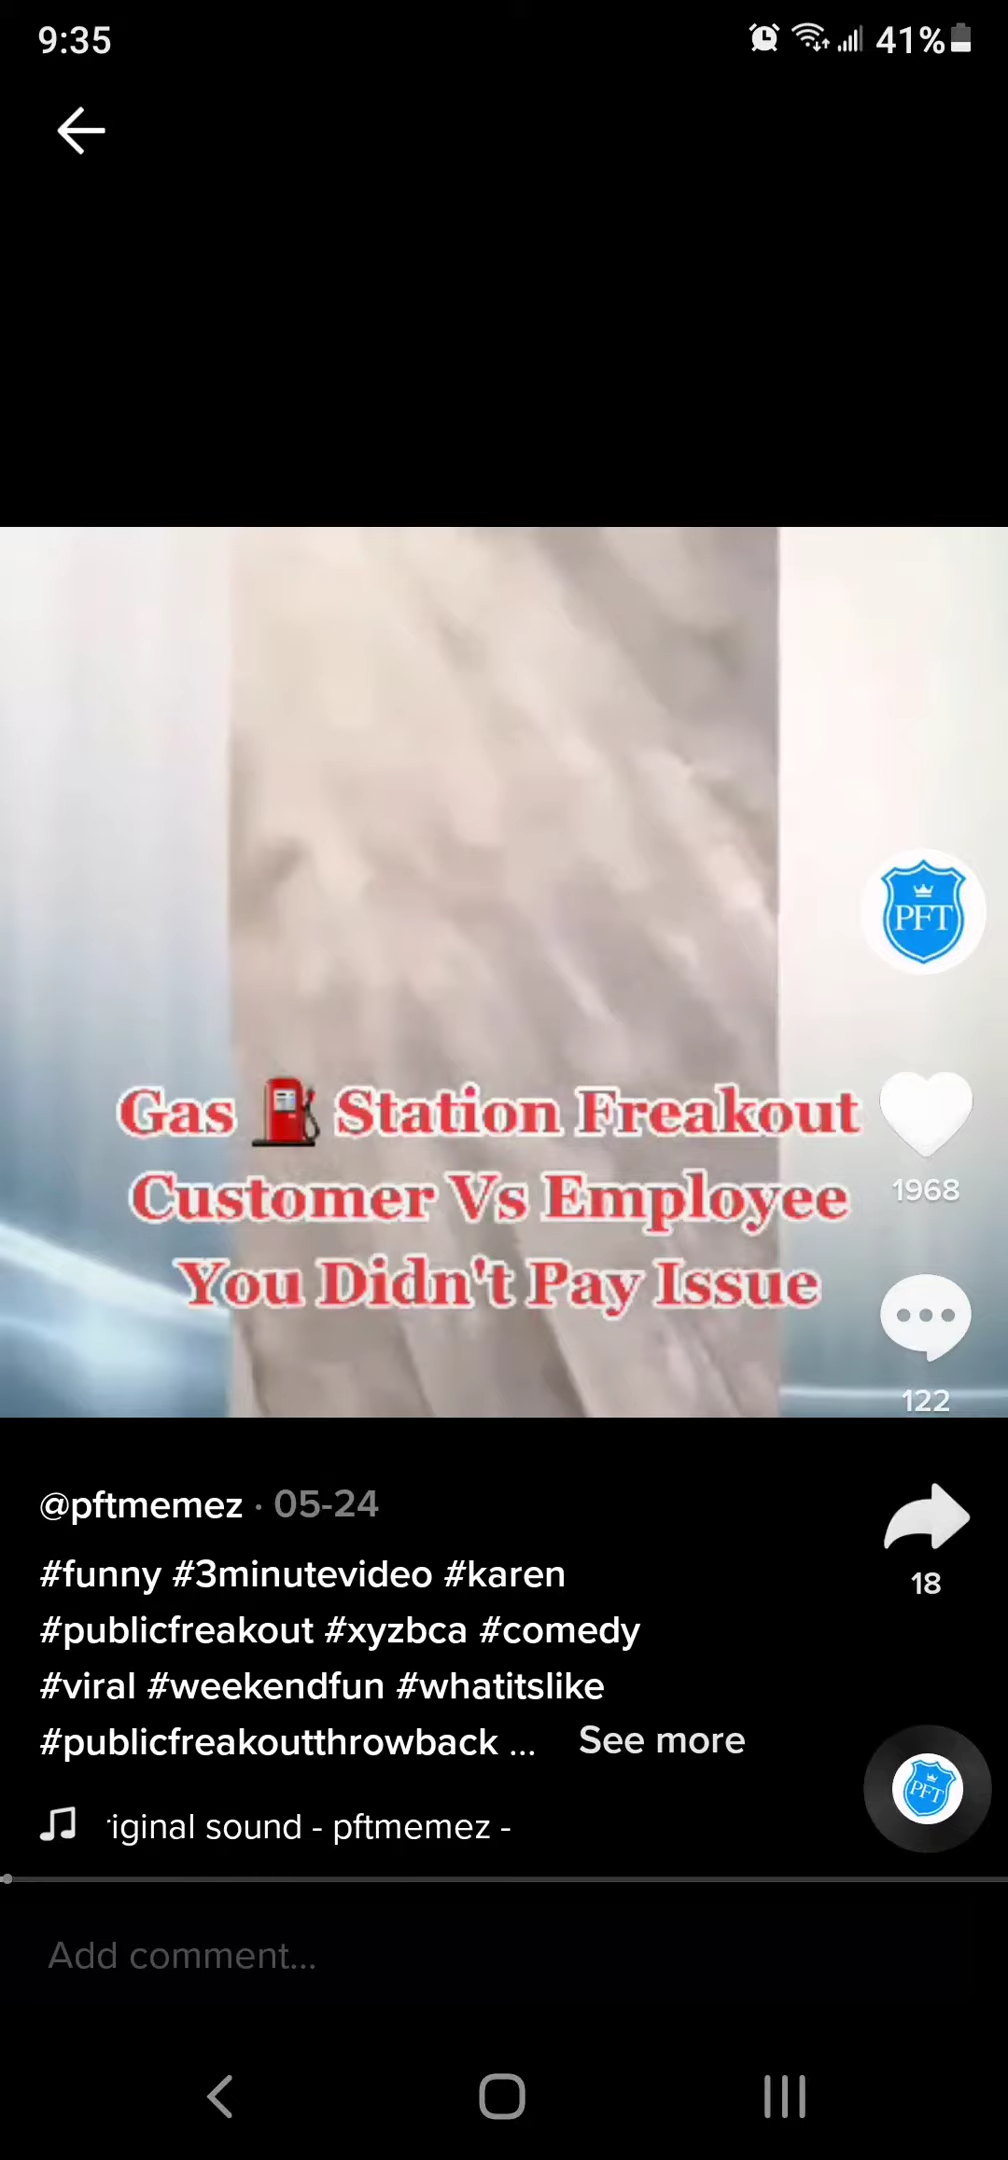 9:35
41%
PFT
Gas Station Freakout
Customer Vs Employee
You Didn't Pay Issue
1968
122
@pftmemez · 05-24
18
#funny #3minutevideo #karen
#publicfreakout #xyzbca #comedy
#viral #weekendfun #whatitslike
#publicfreakoutthrowback ... See more
PFT
iginal sound - pftmemez -
Add comment...